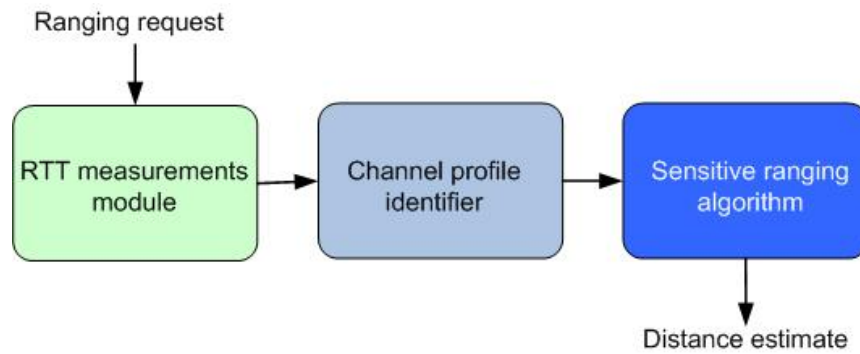 Ranging request
RTT measurements
module
Channel profile
identifier
Sensitive ranging
algorithm
Distance estimate